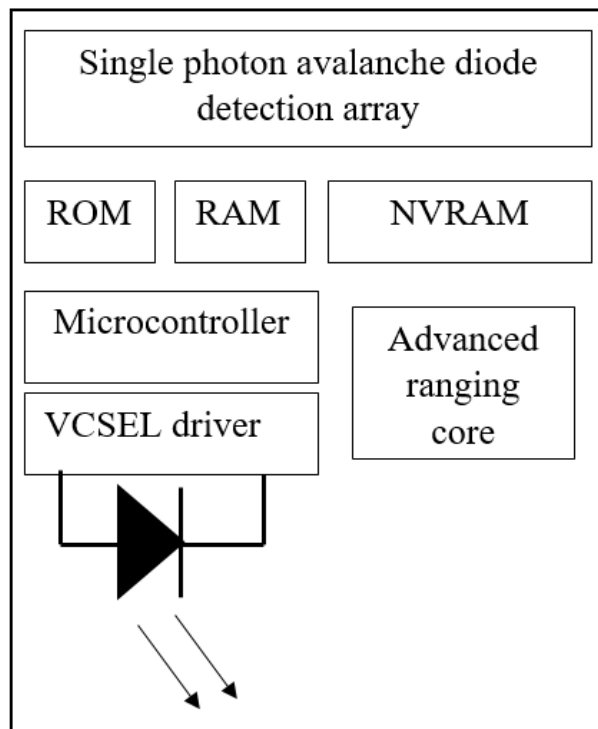 Single photon avalanche diode
detection array
ROM
RAM
NVRAM
Microcontroller
Advanced
ranging
core
VCSEL driver